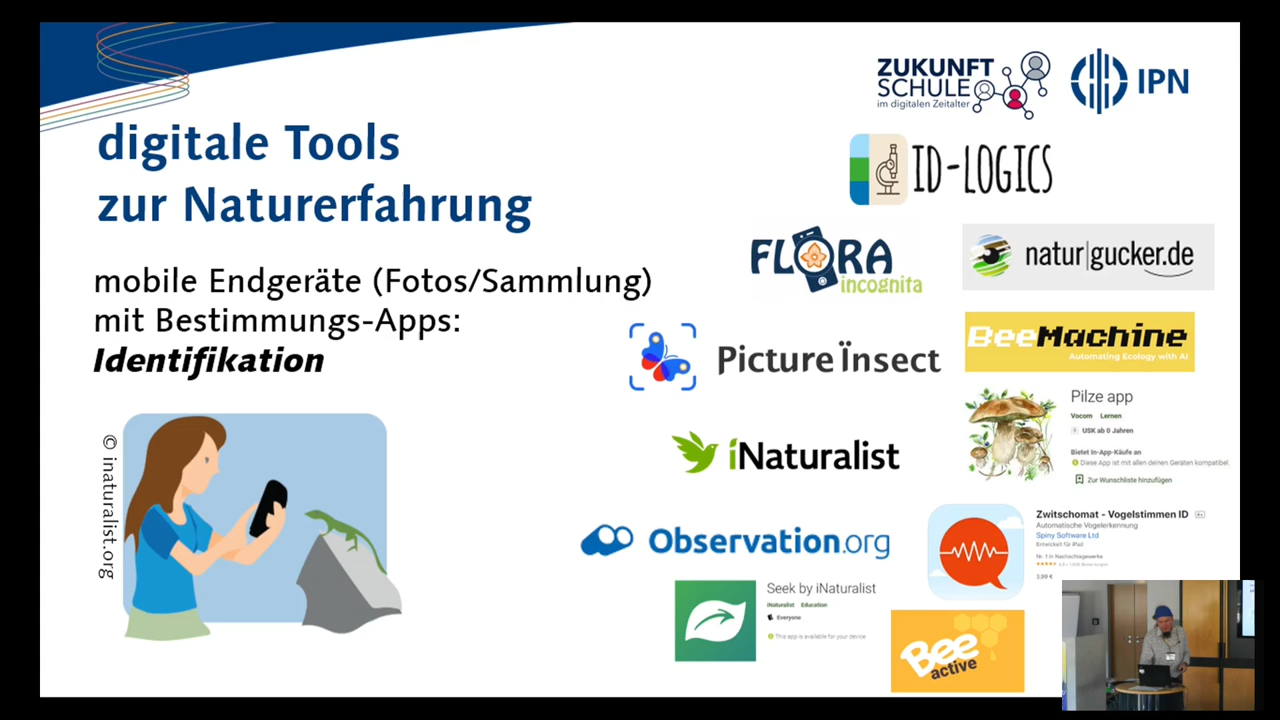 ZUKUNFT
SCHULE
im digitalen Zeitalter
IPN
digitale Tools
zur Naturerfahrung
ID-LOGICS
FLORA
incognita
natur|gucker.de
mobile Endgeräte (Fotos/Sammlung)
mit Bestimmungs-Apps:
Identifikation
BeeMachine
Automating Ecology with AI
Picture Insect
Pilze app
Vocom Lernen
USK ab 0 Jahren
Bietet In-App-Käufe an
Diese App ist mit allen deinen Geräten kompatibel.
Zur Wunschliste hinzufügen
iNaturalist
© inaturalist.org
Observation.org
Zwitschomat - Vogelstimmen ID 4+
Automatische Vogelerkennung
Spiny Software Ltd
Entwickelt für iPad
Nr. 1 in Nachschlagewerke
3,99 €
Seek by iNaturalist
iNaturalist Education
Everyone
This app is available for your device
Bee
active